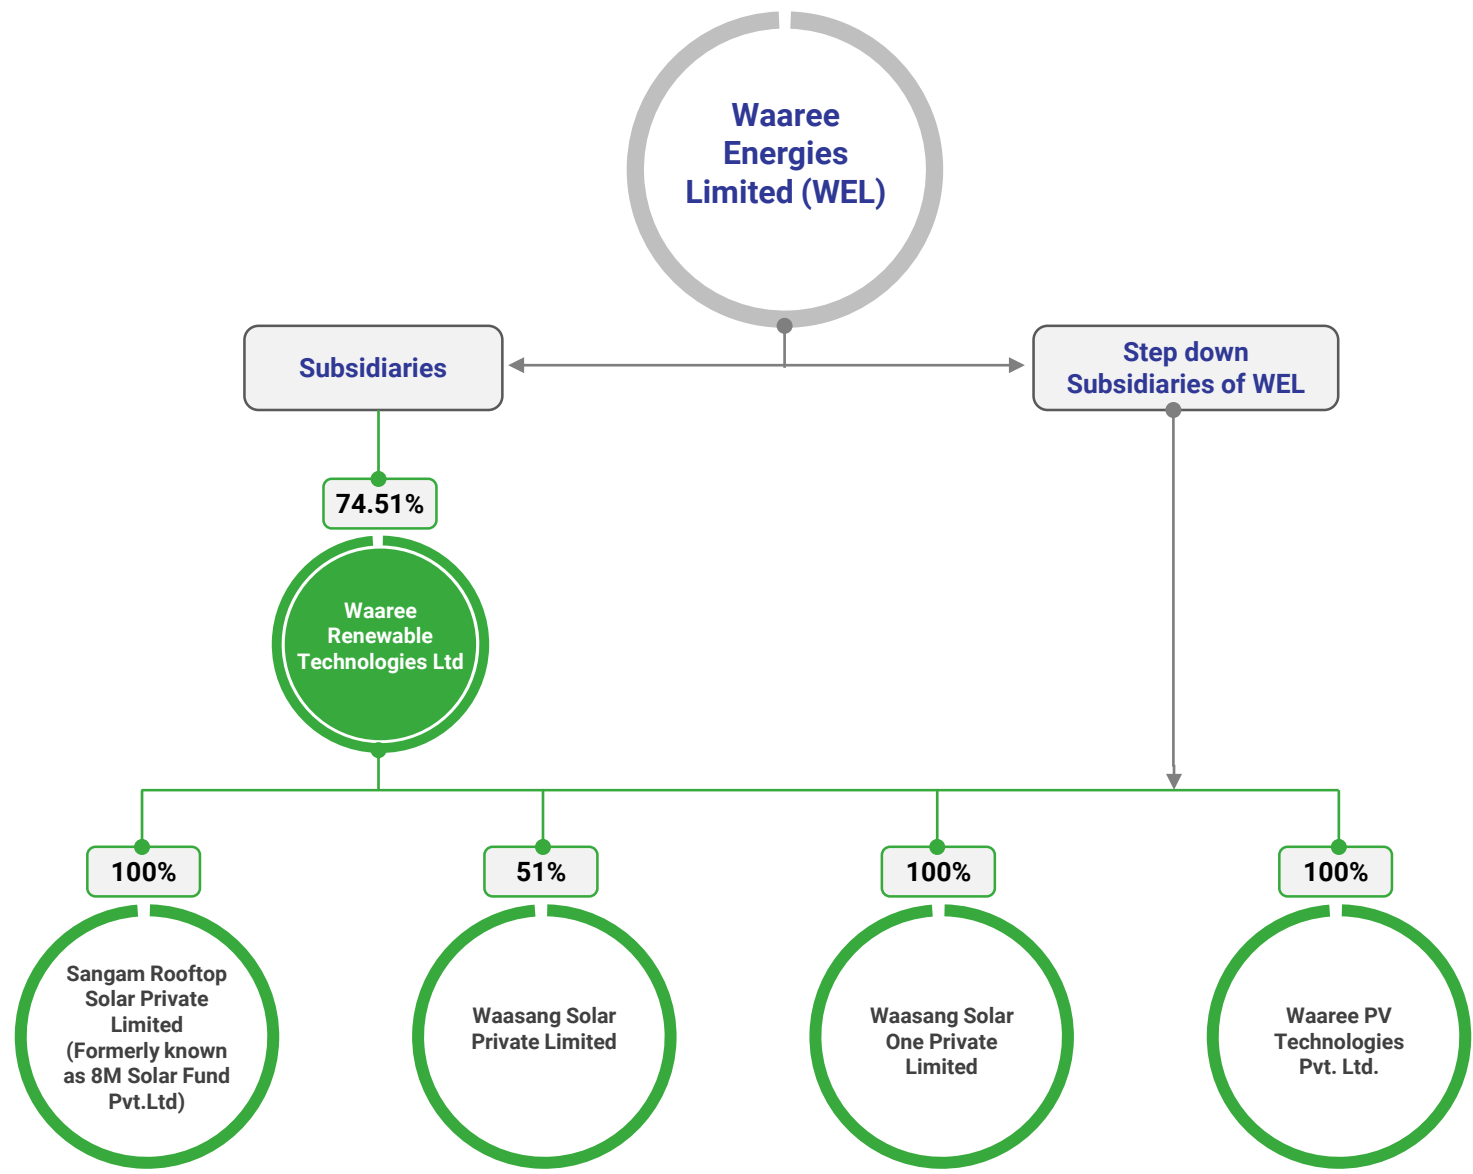 Waaree
Energies
Limited (WEL)
Subsidiaries
Step down
Subsidiaries of WEL
74.51%
Waaree
Renewable
Technologies Ltd
100%
51%
100%
100%
Sangam Rooftop
Solar Private
Limited
(Formerly known
as 8M Solar Fund
Pvt.Ltd)
Waasang Solar
Private Limited
Waasang Solar
One Private
Limited
Waaree PV
Technologies
Pvt. Ltd.